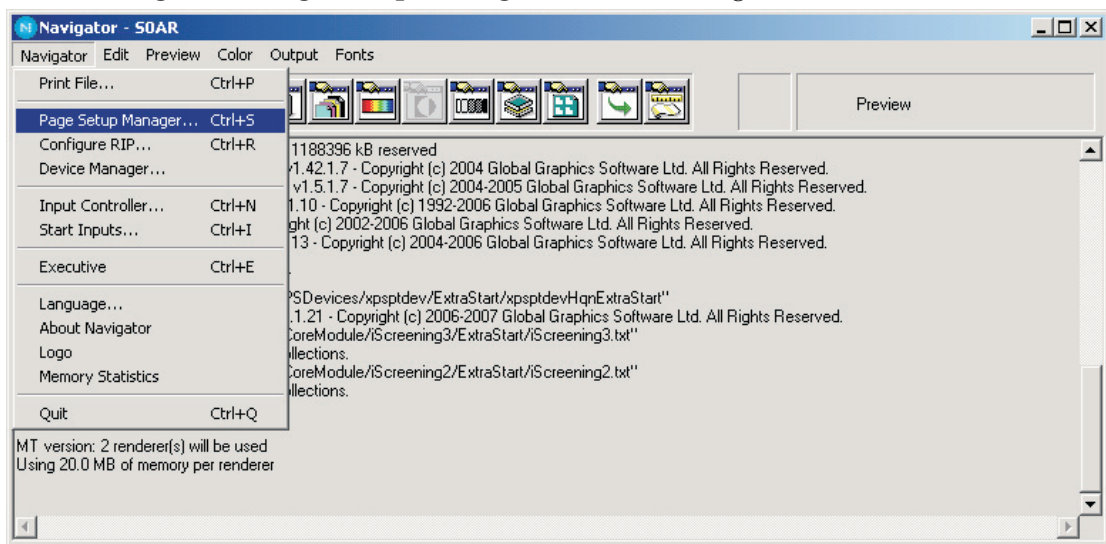 Navigator - SOAR
Navigator Edit Preview Color Output Fonts
Print File... Ctrl+P
Page Setup Manager... Ctrl+S
Configure RIP... Ctrl+R
Device Manager...
Input Controller... Ctrl+N
Start Inputs... Ctrl+I
Executive Ctrl+E
Language...
About Navigator
Logo
Memory Statistics
Quit Ctrl+Q
Preview
1188396 kB reserved
v1.42.1.7 - Copyright (c) 2004 Global Graphics Software Ltd. All Rights Reserved.
v1.5.1.7 - Copyright (c) 2004-2005 Global Graphics Software Ltd. All Rights Reserved.
1.10 - Copyright (c) 1992-2006 Global Graphics Software Ltd. All Rights Reserved.
ght (c) 2002-2006 Global Graphics Software Ltd. All Rights Reserved.
13 - Copyright (c) 2004-2006 Global Graphics Software Ltd. All Rights Reserved.
PSDevices/xpsptdev/ExtraStart/xpsptdevHqnExtraStart"
.1.21 - Copyright (c) 2006-2007 Global Graphics Software Ltd. All Rights Reserved.
CoreModule/iScreening3/ExtraStart/iScreening3.txt"
llections.
CoreModule/iScreening2/ExtraStart/iScreening2.txt"
llections.
MT version: 2 renderer(s) will be used
Using 20.0 MB of memory per renderer